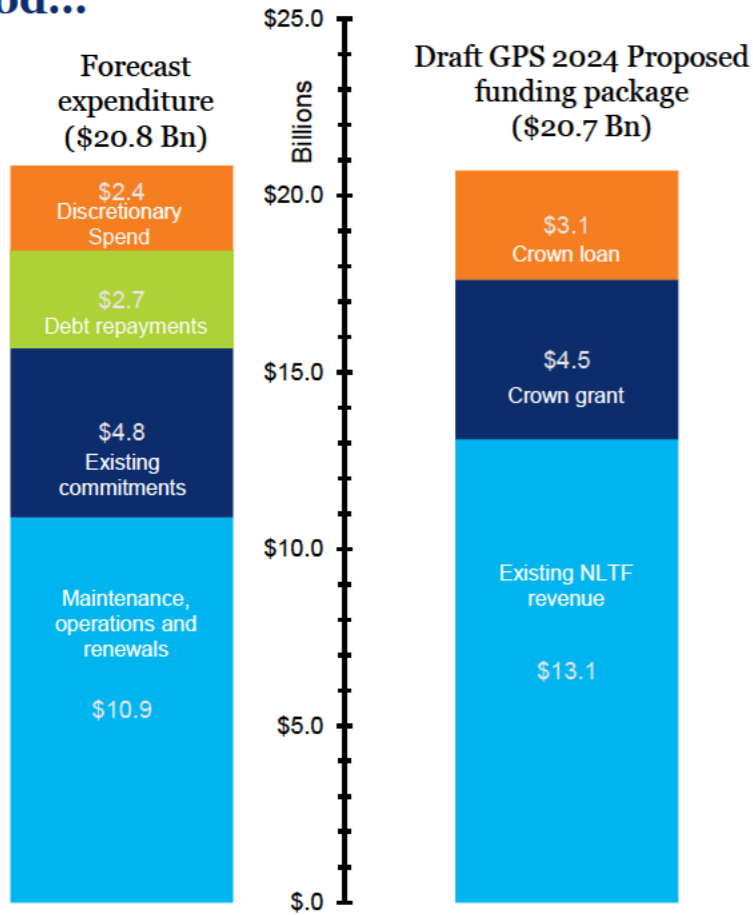 od...
Forecast
expenditure
($20.8 Bn)
$2.4
Discretionary
Spend
$2.7
Debt repayments
$4.8
Existing
commitments
Maintenance,
operations and
renewals
$10.9
Billions
$25.0
$20.0
$15.0
$10.0
$5.0
$.0
Draft GPS 2024 Proposed
funding package
($20.7 Bn)
$3.1
Crown loan
$4.5
Crown grant
Existing NLTF
revenue
$13.1